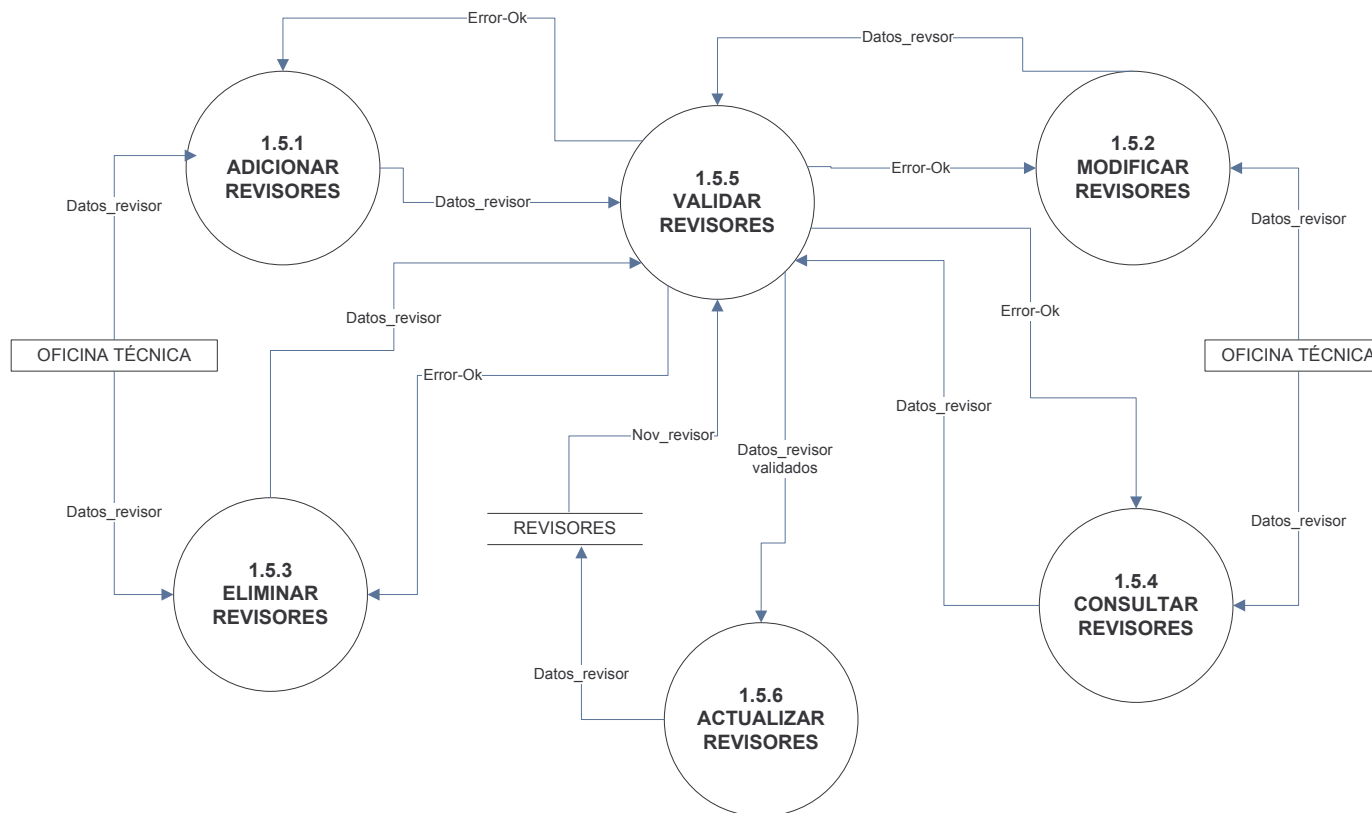 Error-Ok
Datos_revsor
1.5.1
ADICIONAR
REVISORES
1.5.5
VALIDAR
REVISORES
1.5.2
MODIFICAR
REVISORES
Error-Ok
Datos_revisor
Datos_revisor
Datos_revisor
Datos_revisor
Error-Ok
OFICINA TÉCNICA
OFICINA TÉCNICA
Error-Ok
Datos_revisor
Nov_revisor
Datos_revisor
validados
Datos_revisor
Datos_revisor
REVISORES
1.5.3
ELIMINAR
REVISORES
1.5.4
CONSULTAR
REVISORES
Datos_revisor
1.5.6
ACTUALIZAR
REVISORES